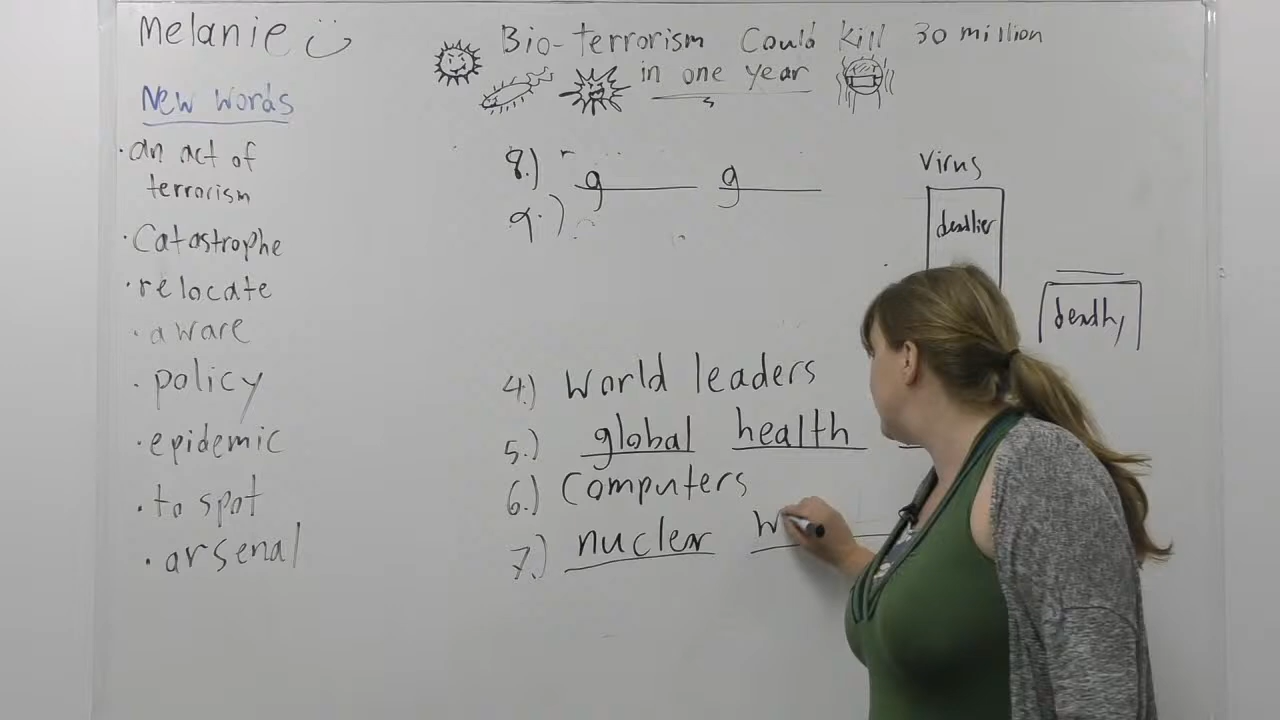 Melanie
Bio-terrorism Could kill 30 million
in one year
New words
· an act of
terrorism
· Catastrophe
· relocate
· aware
· policy
· epidemic
· to spot
· arsenal
8.) g g
9.)
Virus
deadlier
deadly
4.) World leaders
5.) global health
6.) Computers
7.) nuclear w